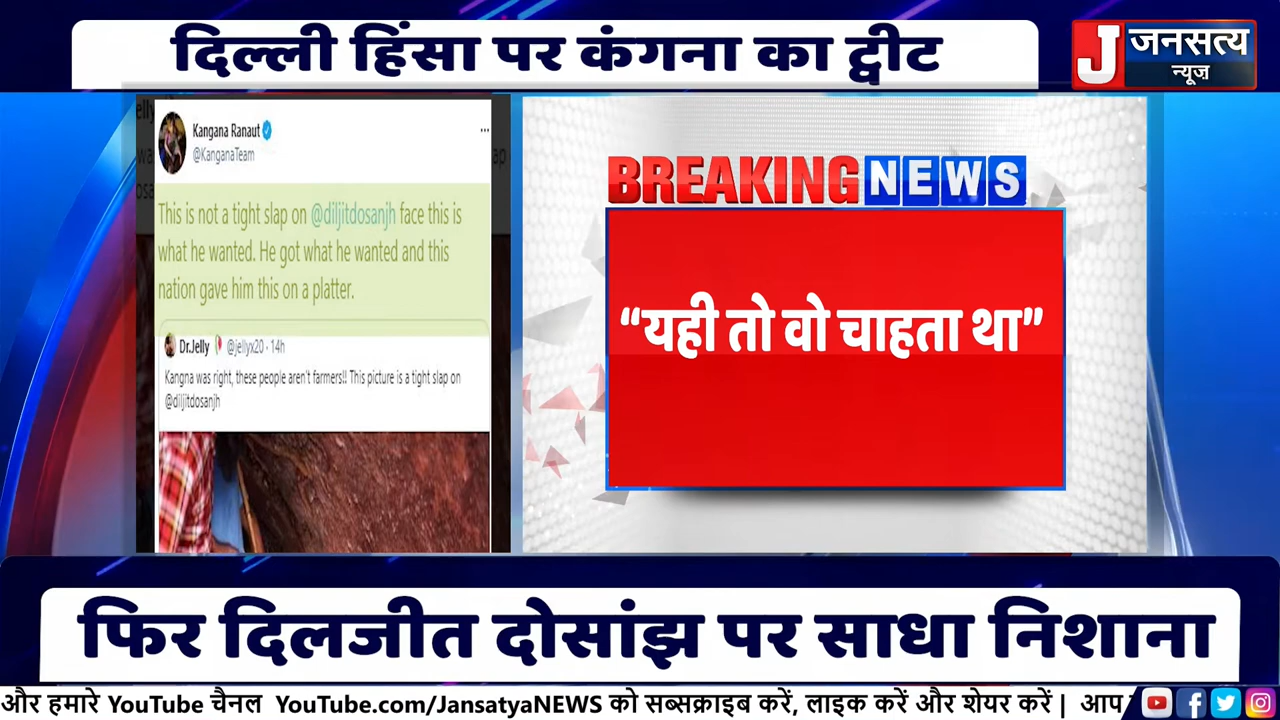 दिल्ली हिंसा पर कंगना का ट्वीट
J जनसत्य
न्यूज
Kangana Ranaut
@KanganaTeam
...
This is not a tight slap on @diljitdosanjh face this is
what he wanted. He got what he wanted and this
nation gave him this on a platter.
Dr.Jelly @jellyx20 · 14h
Kangna was right, these people aren't farmers!! This picture is a tight slap on
@diljitdosanjh
BREAKING NEWS
“यही तो वो चाहता था”
फिर दिलजीत दोसांझ पर साधा निशाना
और हमारे YouTube चैनल YouTube.com/JansatyaNEWS को सब्सक्राइब करें, लाइक करें और शेयर करें | आप